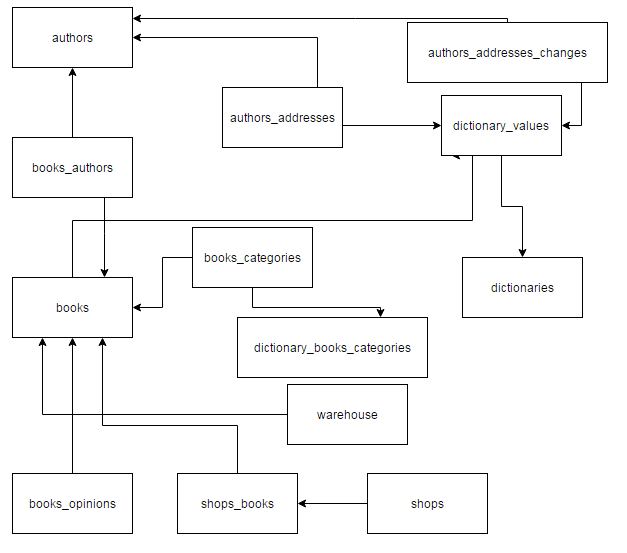 authors
authors_addresses_changes
authors_addresses
dictionary_values
books_authors
books_categories
dictionaries
books
dictionary_books_categories
warehouse
books_opinions
shops_books
shops